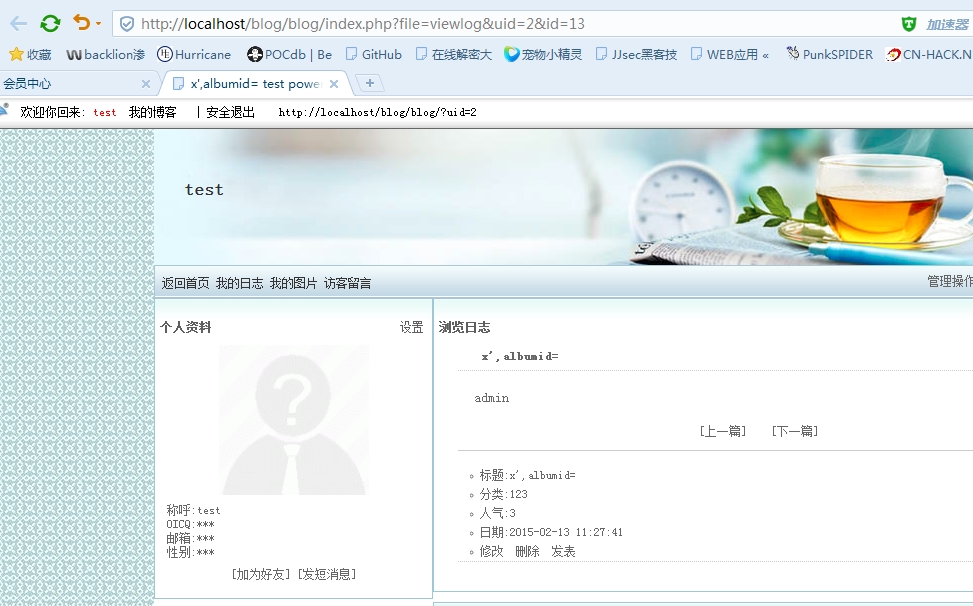 http://localhost/blog/blog/index.php?file=viewlog&uid=2&id=13 加速器
收藏 backlion渗 Hurricane POCdb | Be GitHub 在线解密大 宠物小精灵 JJsec黑客技 WEB应用 « PunkSPIDER CN-HACK.N
会员中心 x',albumid= test powe
欢迎你回来: test 我的博客 | 安全退出 http://localhost/blog/blog/?uid=2
test
返回首页 我的日志 我的图片 访客留言 管理操作
个人资料 设置 浏览日志
x',albumid=
admin
[上一篇] [下一篇]
标题:x',albumid=
分类:123
人气:3
日期:2015-02-13 11:27:41
修改 删除 发表
称呼:test
OICQ:***
邮箱:***
性别:***
[加为好友] [发短消息]